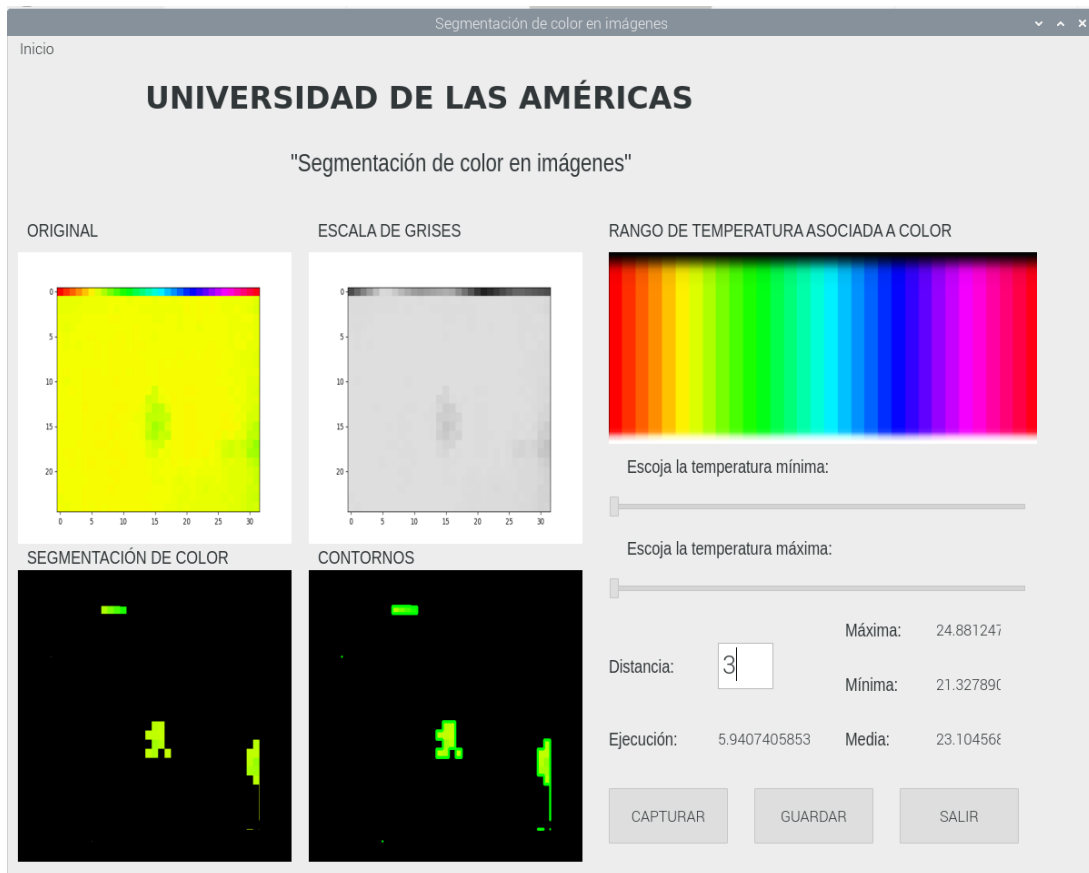 Segmentación de color en imágenes
Inicio
UNIVERSIDAD DE LAS AMÉRICAS
"Segmentación de color en imágenes"
ORIGINAL
ESCALA DE GRISES
RANGO DE TEMPERATURA ASOCIADA A COLOR
0
5
10
15
20
0 5 10 15 20 25 30
0
5
10
15
20
0 5 10 15 20 25 30
Escoja la temperatura mínima:
Escoja la temperatura máxima:
SEGMENTACIÓN DE COLOR
CONTORNOS
Distancia: 3
Máxima: 24.881247
Mínima: 21.327890
Ejecución: 5.9407405853
Media: 23.104568
CAPTURAR
GUARDAR
SALIR